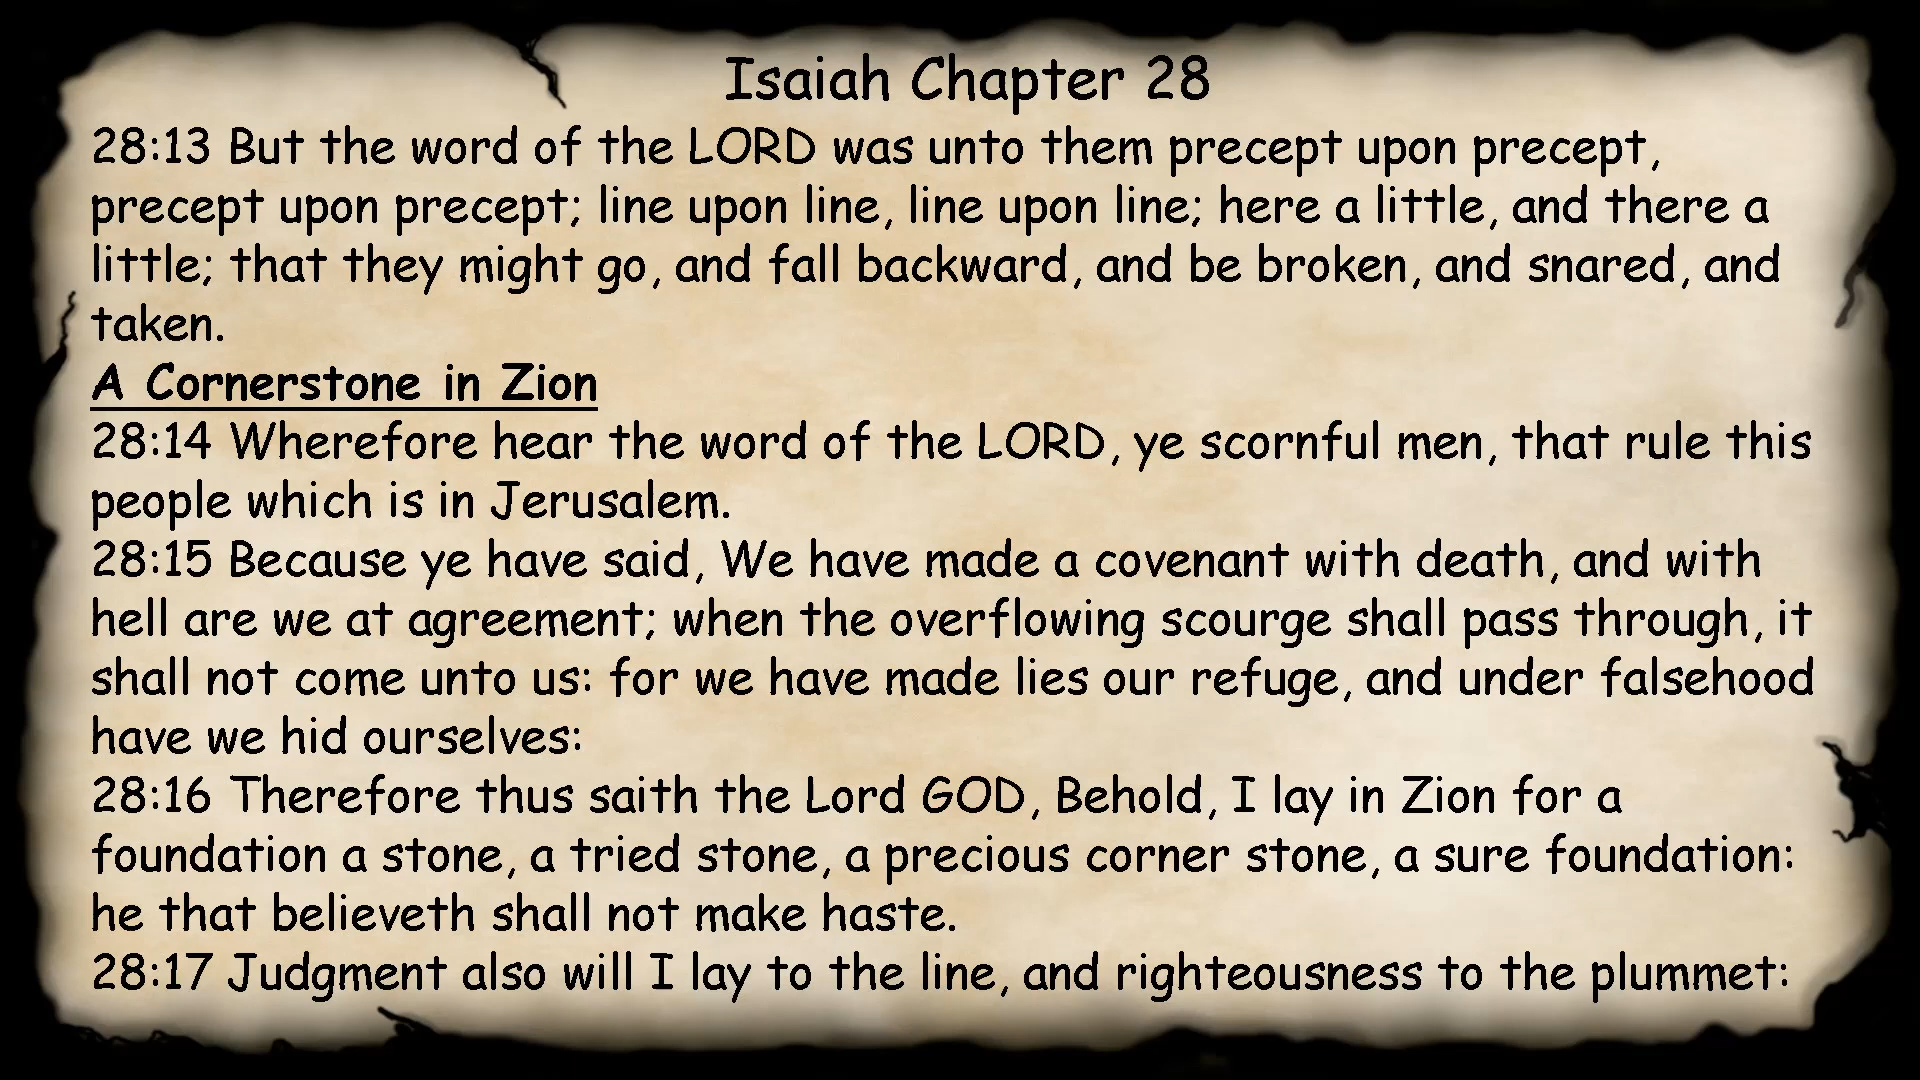 Isaiah Chapter 28
28:13 But the word of the LORD was unto them precept upon precept,
precept upon precept; line upon line, line upon line; here a little, and there a
little; that they might go, and fall backward, and be broken, and snared, and
taken.
A Cornerstone in Zion
28:14 Wherefore hear the word of the LORD, ye scornful men, that rule this
people which is in Jerusalem.
28:15 Because ye have said, We have made a covenant with death, and with
hell are we at agreement; when the overflowing scourge shall pass through, it
shall not come unto us: for we have made lies our refuge, and under falsehood
have we hid ourselves:
28:16 Therefore thus saith the Lord GOD, Behold, I lay in Zion for a
foundation a stone, a tried stone, a precious corner stone, a sure foundation:
he that believeth shall not make haste.
28:17 Judgment also will I lay to the line, and righteousness to the plummet: